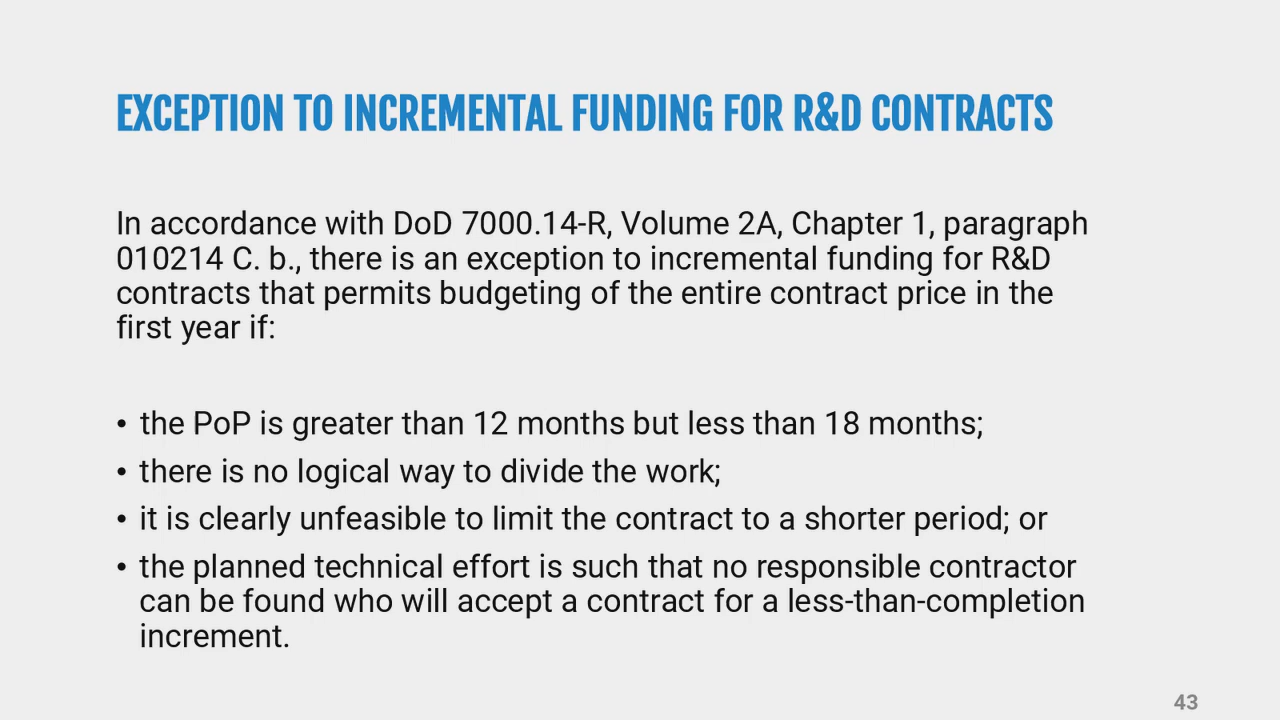 EXCEPTION TO INCREMENTAL FUNDING FOR R&D CONTRACTS
In accordance with DoD 7000.14-R, Volume 2A, Chapter 1, paragraph
010214 C. b., there is an exception to incremental funding for R&D
contracts that permits budgeting of the entire contract price in the
first year if:
• the PoP is greater than 12 months but less than 18 months;
• there is no logical way to divide the work;
• it is clearly unfeasible to limit the contract to a shorter period; or
• the planned technical effort is such that no responsible contractor
can be found who will accept a contract for a less-than-completion
increment.
43